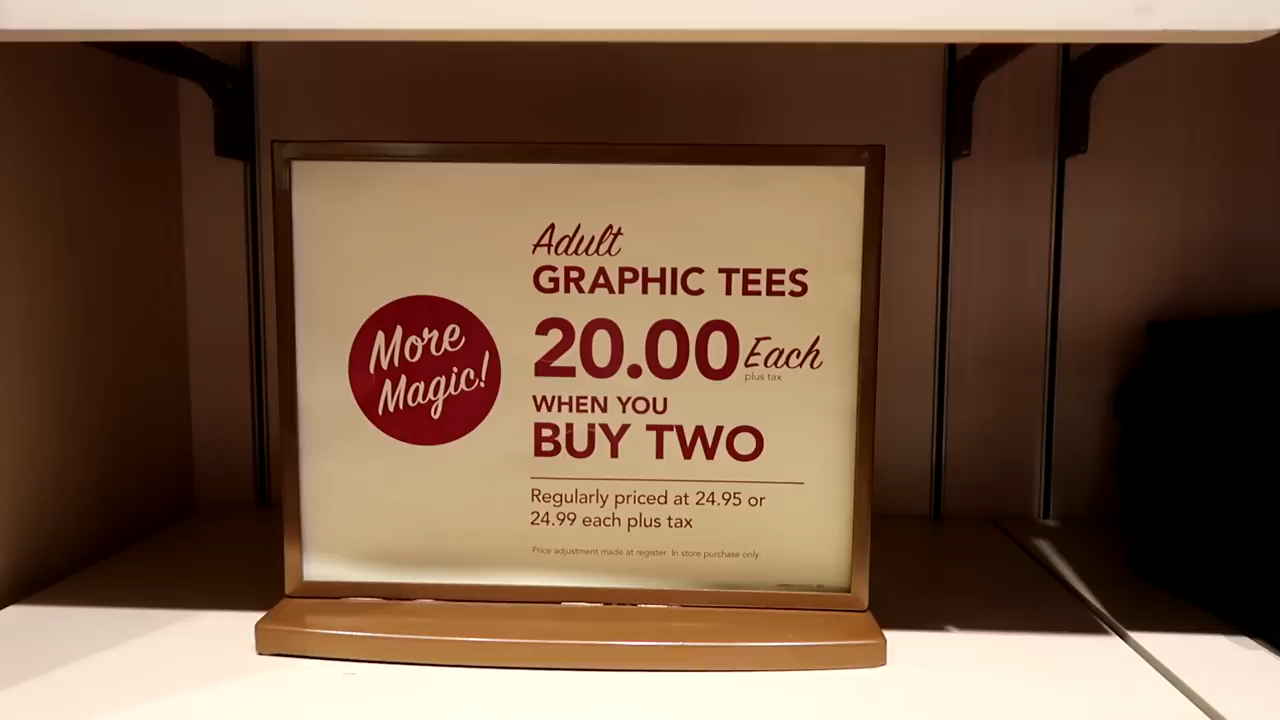 More
Magic!
Adult
GRAPHIC TEES
20.00 Each
plus tax
WHEN YOU
BUY TWO
Regularly priced at 24.95 or
24.99 each plus tax
Price adjustment made at register. In store purchase only.